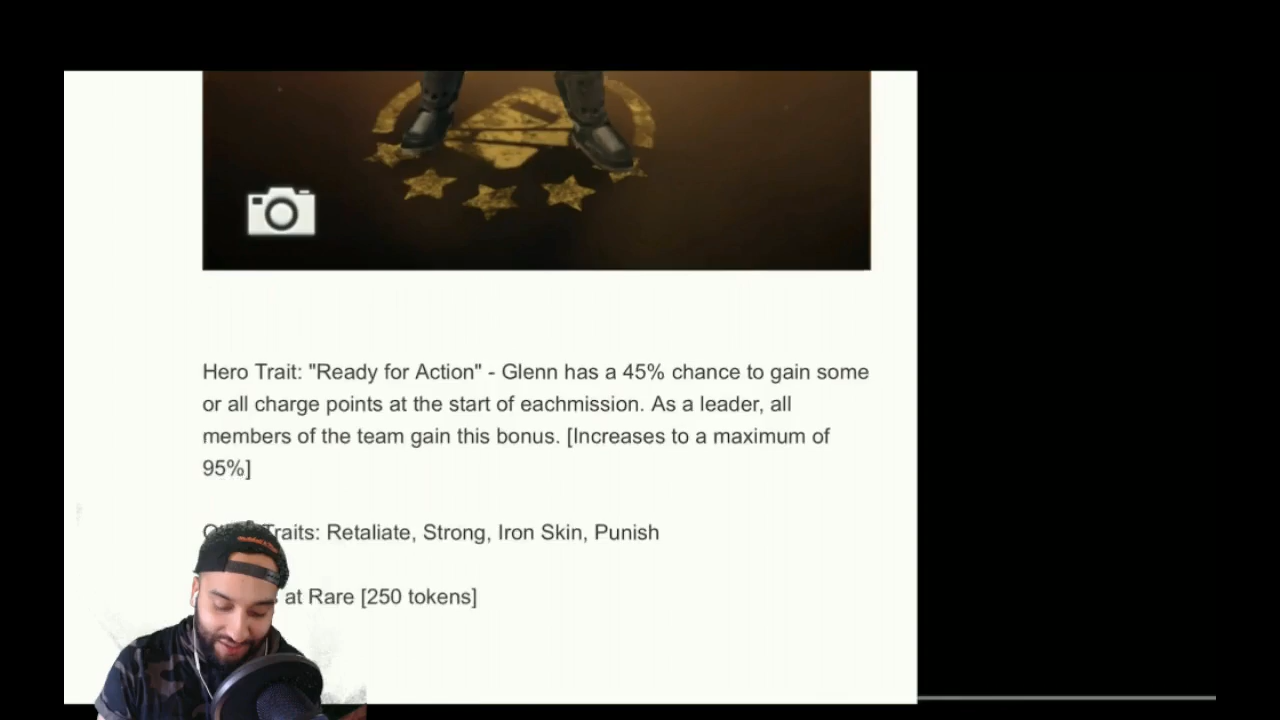 Hero Trait: "Ready for Action" - Glenn has a 45% chance to gain some
or all charge points at the start of eachmission. As a leader, all
members of the team gain this bonus. [Increases to a maximum of
95%]
Traits: Retaliate, Strong, Iron Skin, Punish
at Rare [250 tokens]